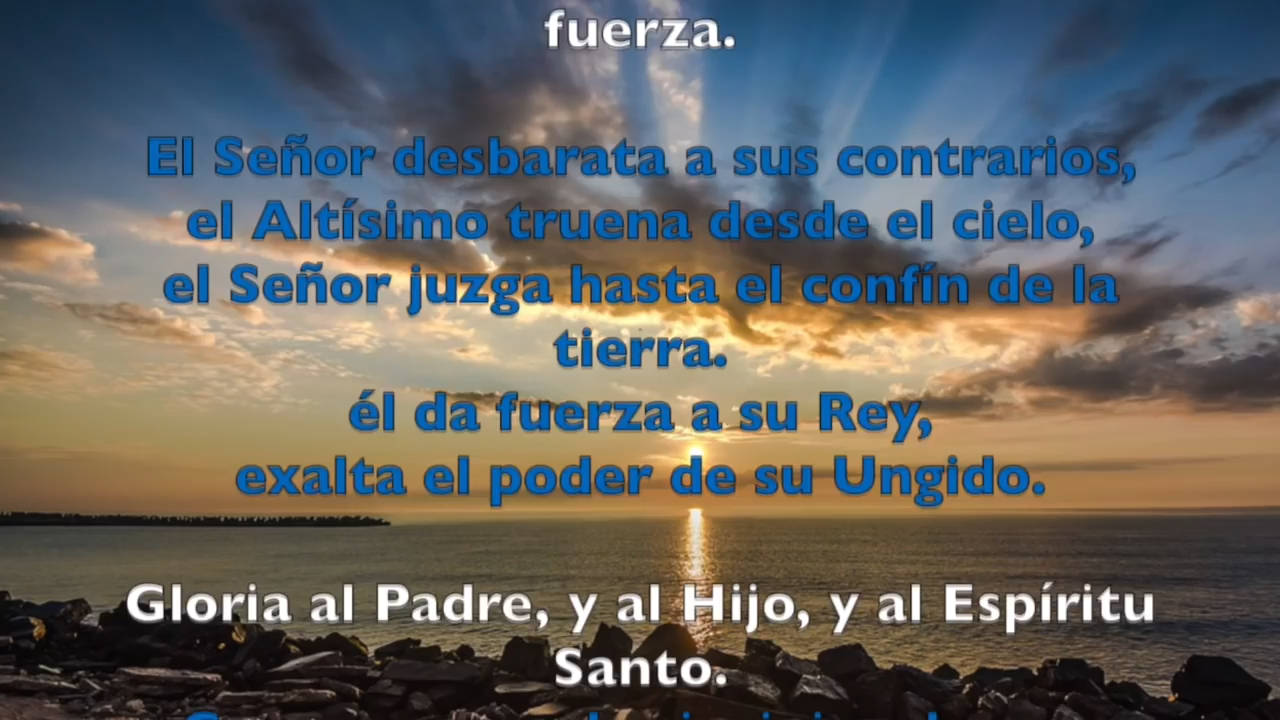 fuerza.
El Señor desbarata a sus contrarios,
el Altísimo truena desde el cielo,
el Señor juzga hasta el confín de la
tierra.
él da fuerza a su Rey,
exalta el poder de su Ungido.
Gloria al Padre, y al Hijo, y al Espíritu
Santo.